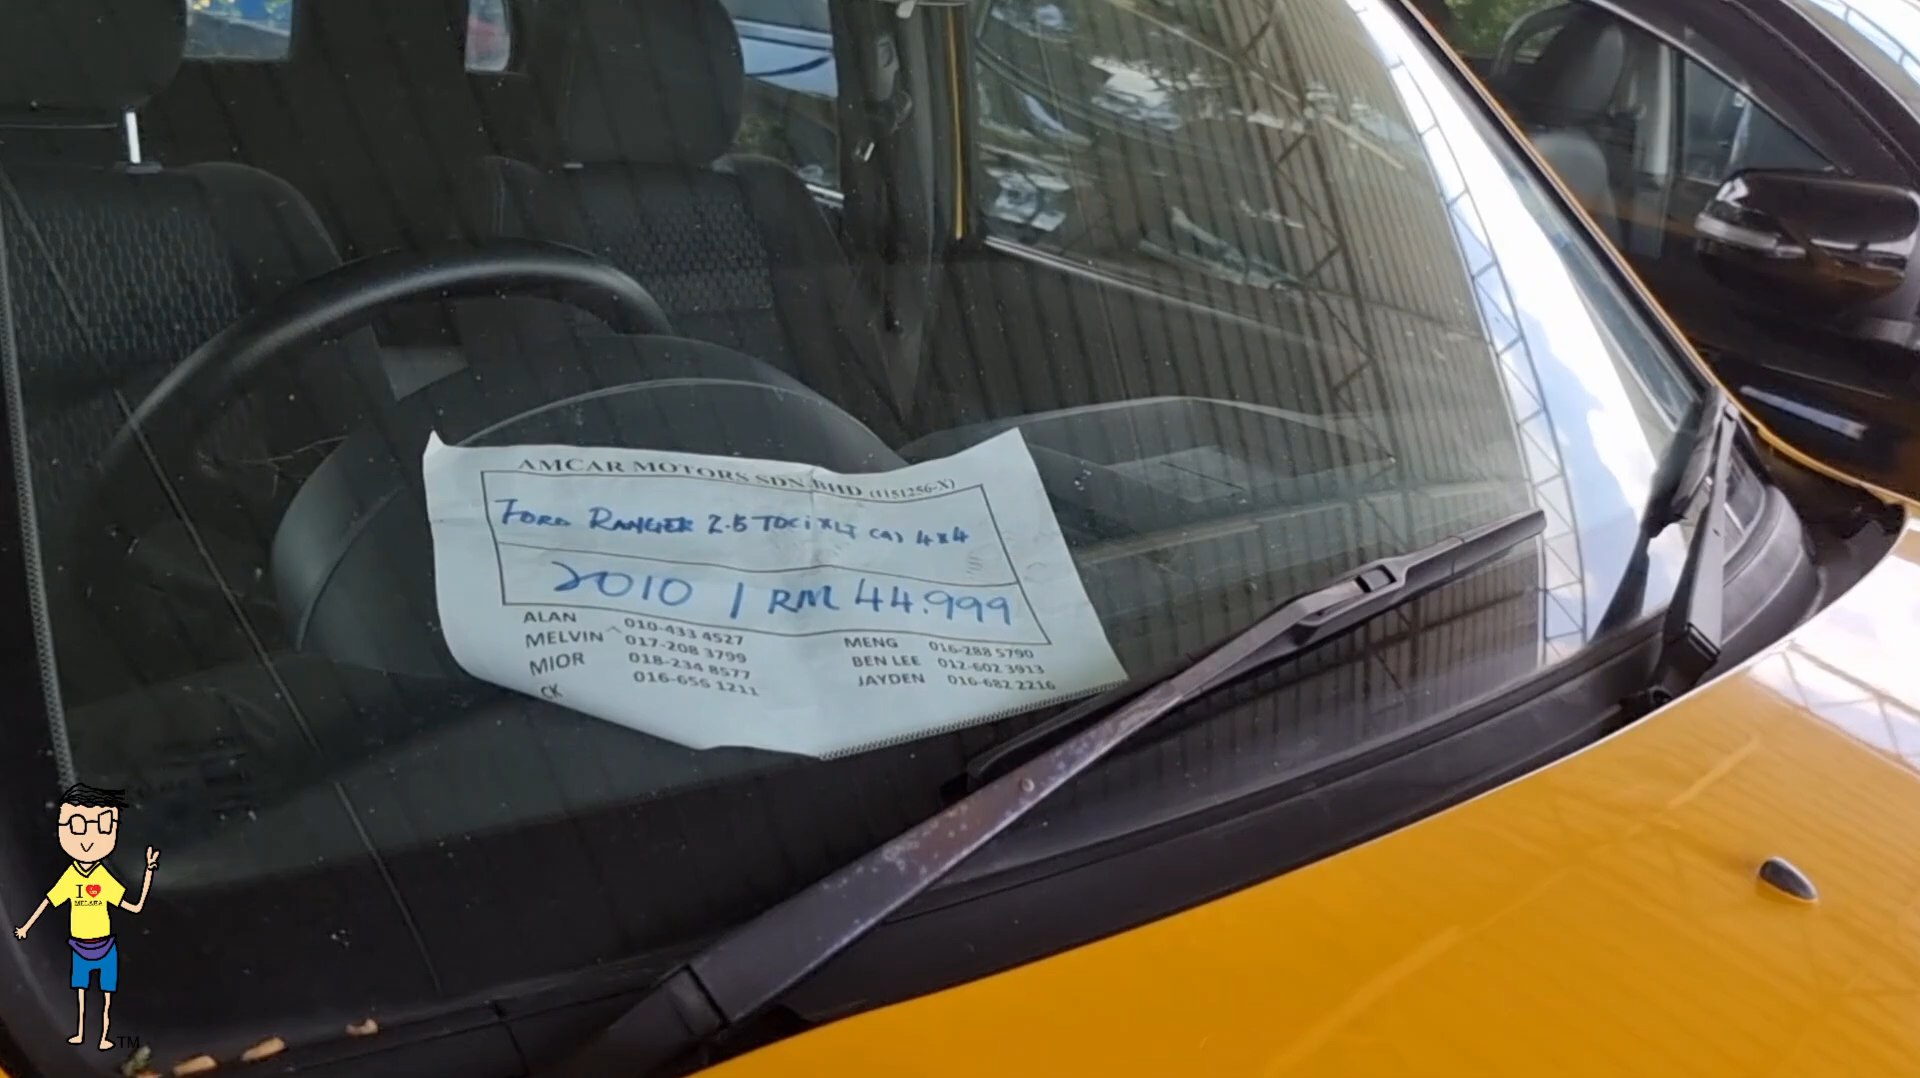 AMCAR MOTORS SDN BHD (1151256-X)
FORD RANGER 2.5 TDCi XLT (A) 4x4
2010 / RM 44.999
ALAN 010-433 4527
MELVIN 017-208 3799
MIOR 018-234 8577
CK 016-656 1211
MENG 016-288 5790
BEN LEE 012-602 3913
JAYDEN 016-682 2216
I ❤
MELAKA
TM